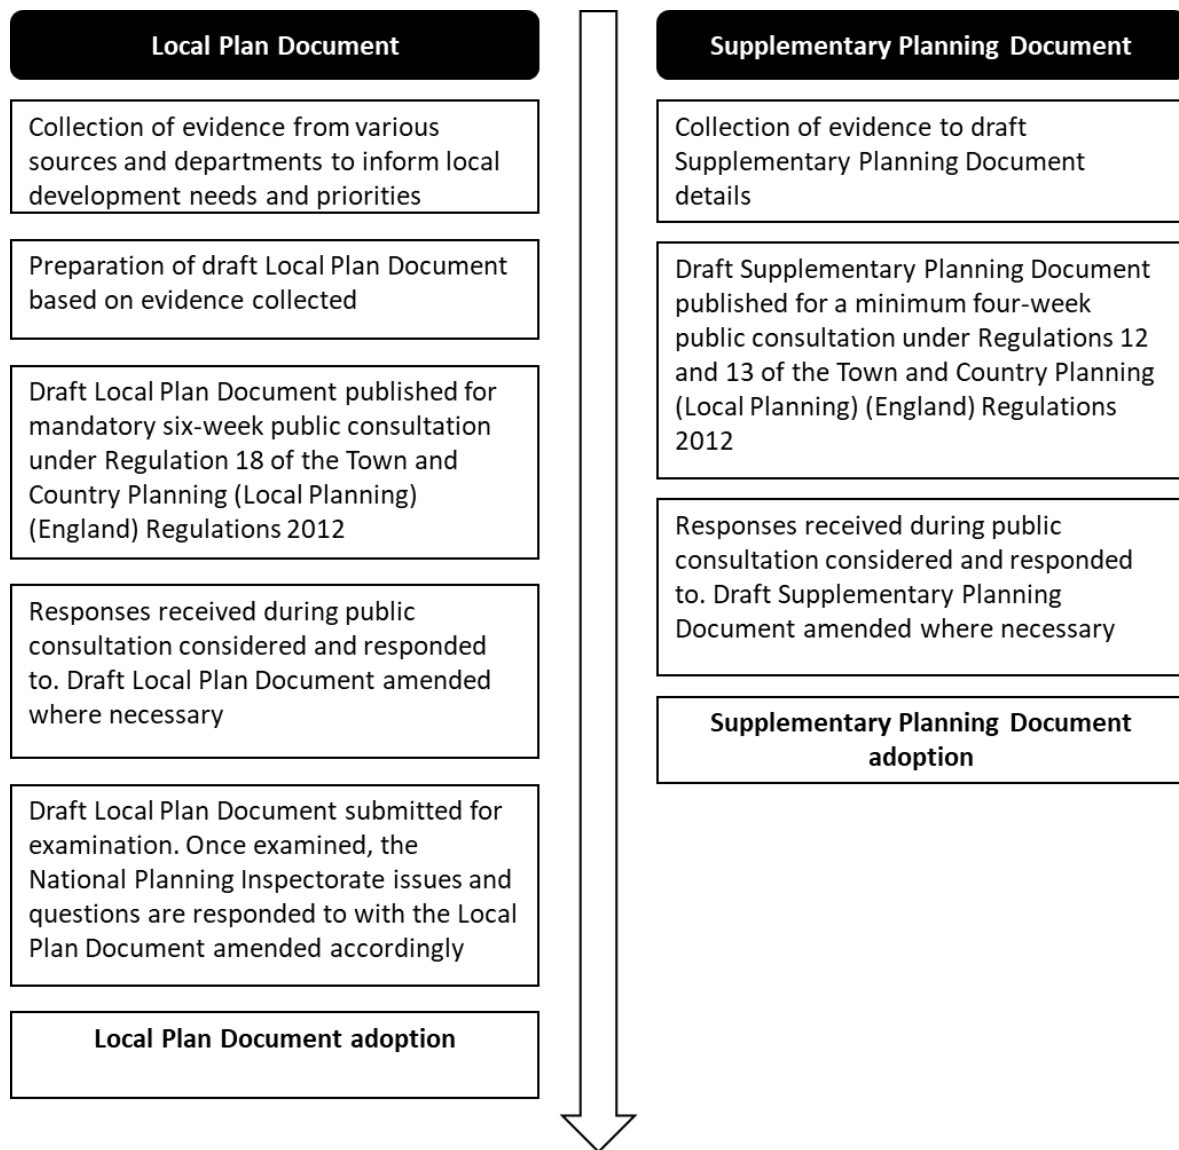 Local Plan Document
Collection of evidence from various
sources and departments to inform local
development needs and priorities
Preparation of draft Local Plan Document
based on evidence collected
Draft Local Plan Document published for
mandatory six-week public consultation
under Regulation 18 of the Town and
Country Planning (Local Planning)
(England) Regulations 2012
Responses received during public
consultation considered and responded
to. Draft Local Plan Document amended
where necessary
Draft Local Plan Document submitted for
examination. Once examined, the
National Planning Inspectorate issues and
questions are responded to with the Local
Plan Document amended accordingly
Local Plan Document adoption
Supplementary Planning Document
Collection of evidence to draft
Supplementary Planning Document
details
Draft Supplementary Planning Document
published for a minimum four-week
public consultation under Regulations 12
and 13 of the Town and Country Planning
(Local Planning) (England) Regulations
2012
Responses received during public
consultation considered and responded
to. Draft Supplementary Planning
Document amended where necessary
Supplementary Planning Document
adoption